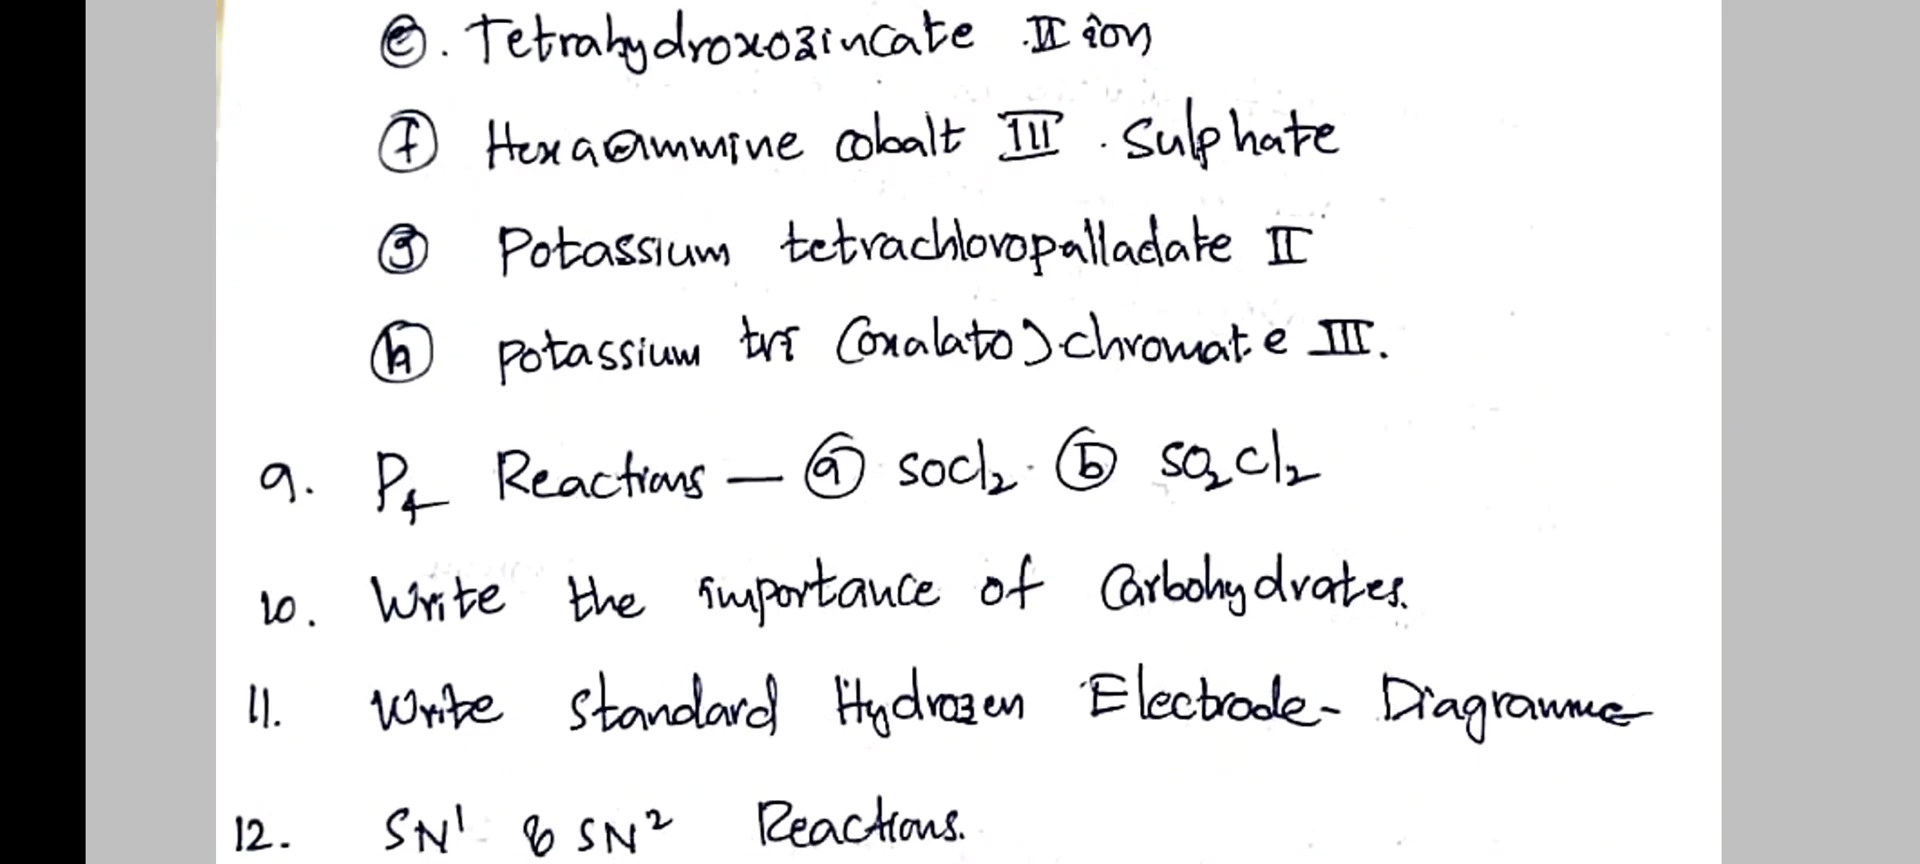 e. Tetrahydroxozincate II ion
f Hexaammine cobalt III . Sulphate
g Potassium tetrachloropalladate II
h potassium tri (oxalato) chromate III.
9. P4 Reactions — a SOCl2. b SO2Cl2
10. Write the importance of Carbohydrates.
11. Write Standard Hydrogen Electrode- Diagramme
12. SN1 & SN2 Reactions.